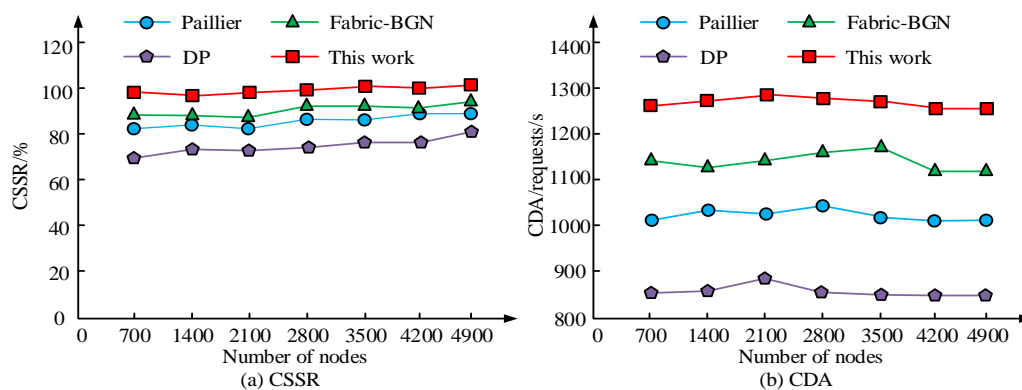 Paillier
Fabric-BGN
DP
This work
120
100
80
60
40
20
0
CSSR/%
0
700 1400 2100 2800 3500 4200 4900
Number of nodes
(a) CSSR
Paillier
Fabric-BGN
DP
This work
1400
1300
1200
1100
1000
900
800
CDA/requests/s
0
700 1400 2100 2800 3500 4200 4900
Number of nodes
(b) CDA